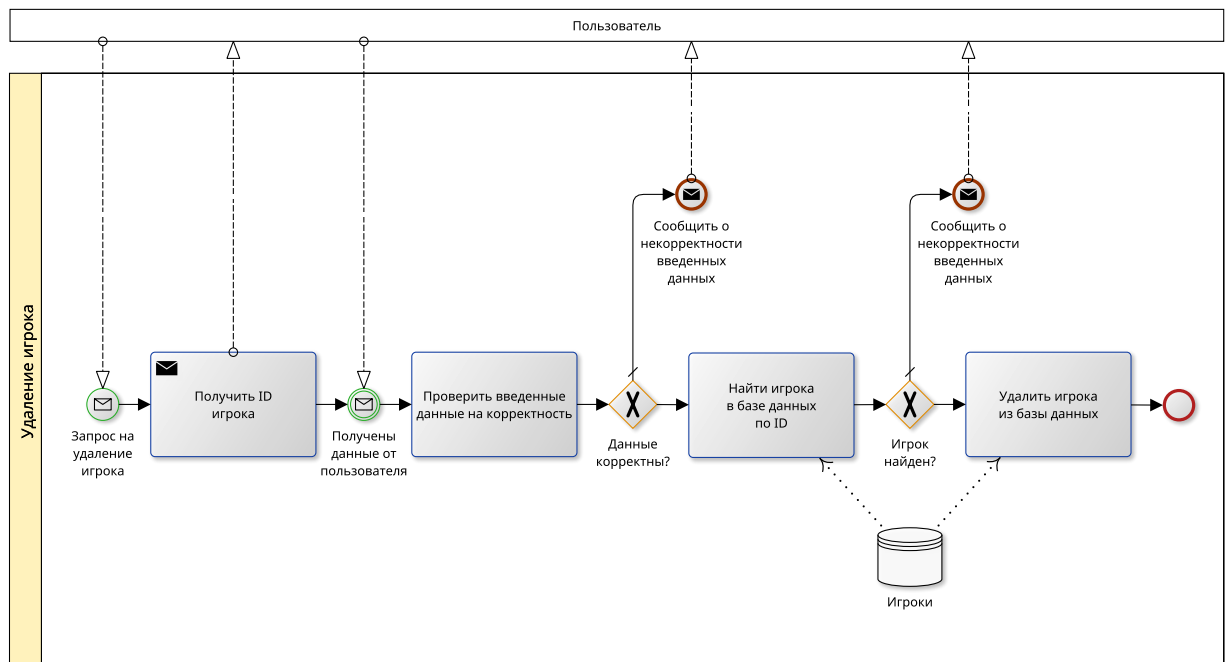 Пользователь
Удаление игрока
Запрос на
удаление
игрока
Получить ID
игрока
Получены
данные от
пользователя
Проверить введенные
данные на корректность
Данные
корректны?
Сообщить о
некорректности
введенных
данных
Найти игрока
в базе данных
по ID
Игрок
найден?
Сообщить о
некорректности
введенных
данных
Удалить игрока
из базы данных
Игроки